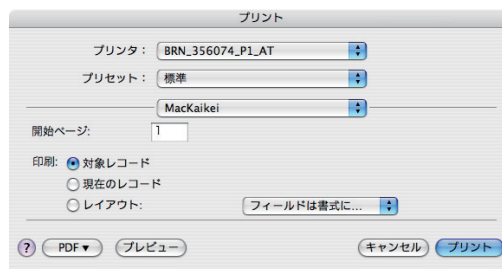 プリント
プリンタ： BRN_356074_P1_AT
プリセット： 標準
MacKaikei
開始ページ: 1
印刷: 対象レコード
現在のレコード
レイアウト: フィールドは書式に...
? PDF▼ プレビュー キャンセル プリント